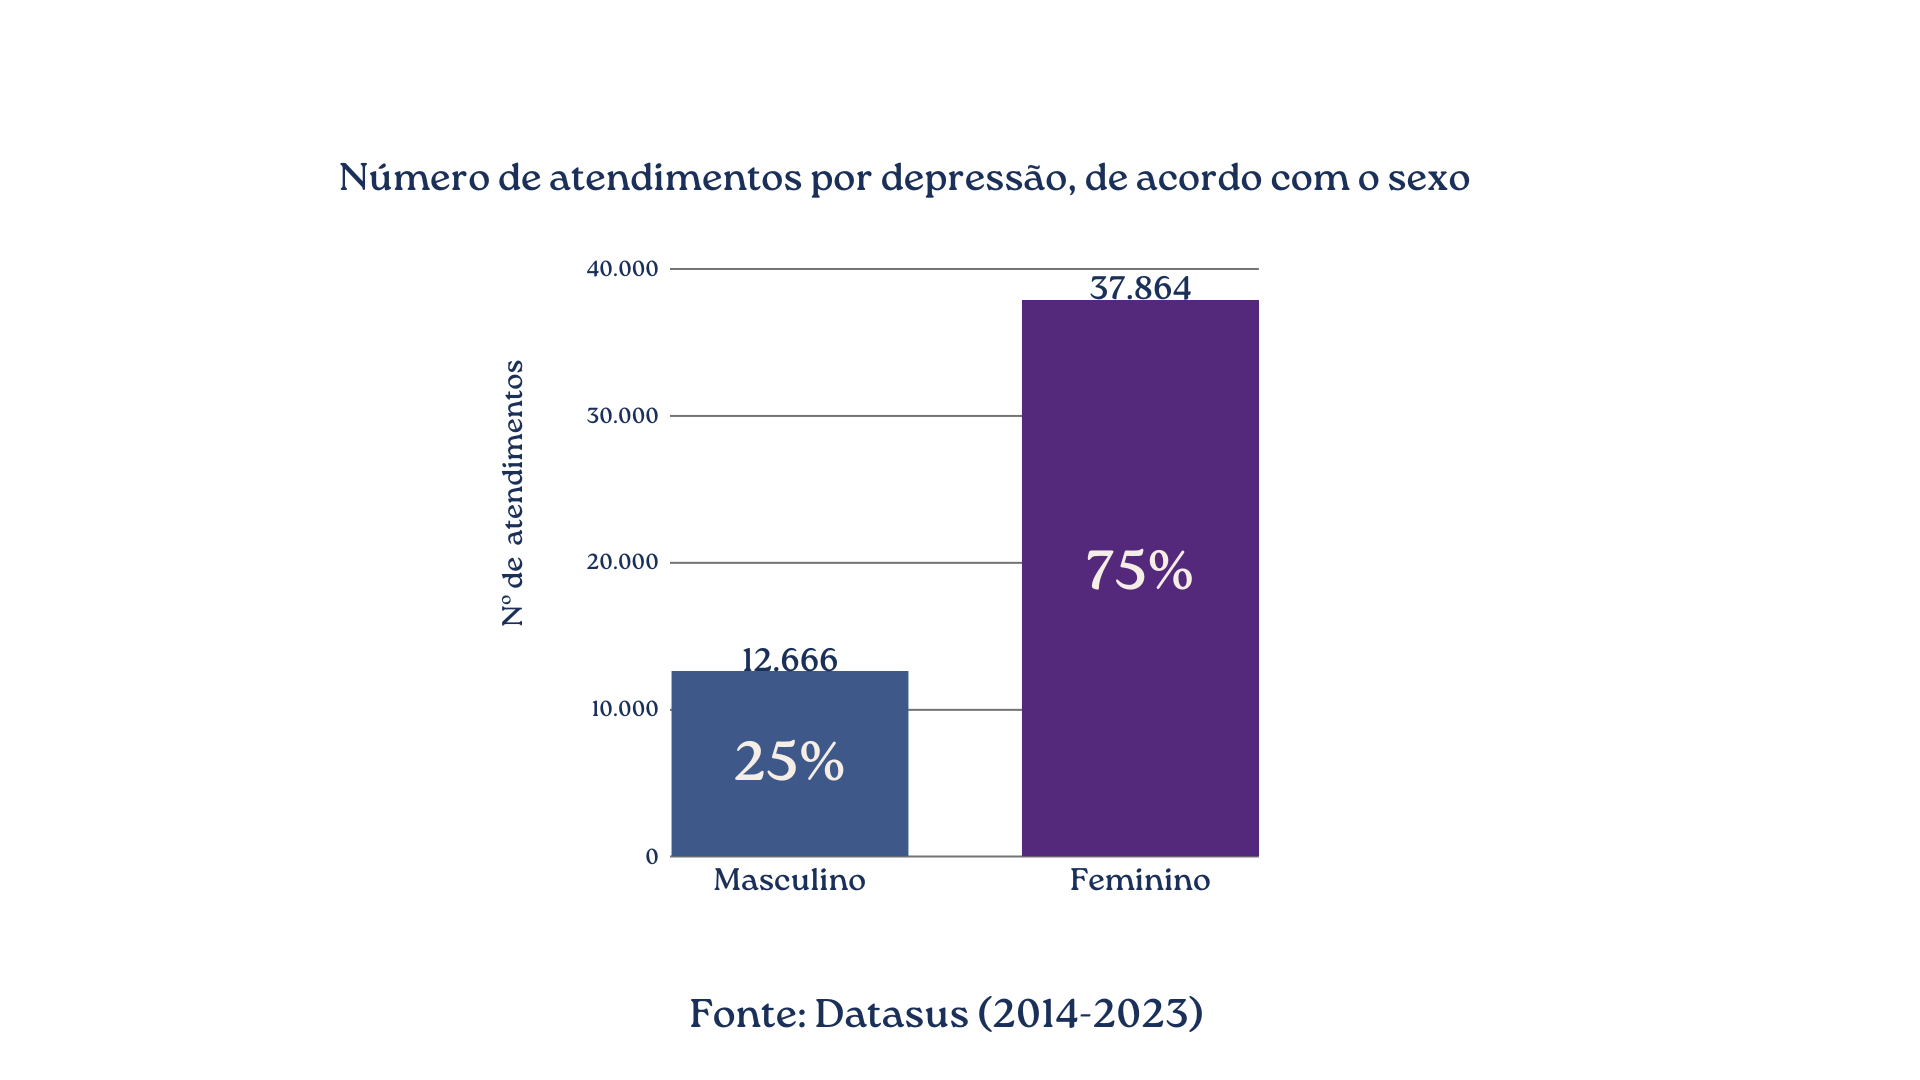 Número de atendimentos por depressão, de acordo com o sexo
40.000
37.864
30.000
Nº de atendimentos
20.000
75%
12.666
10.000
25%
0
Masculino
Feminino
Fonte: Datasus (2014-2023)